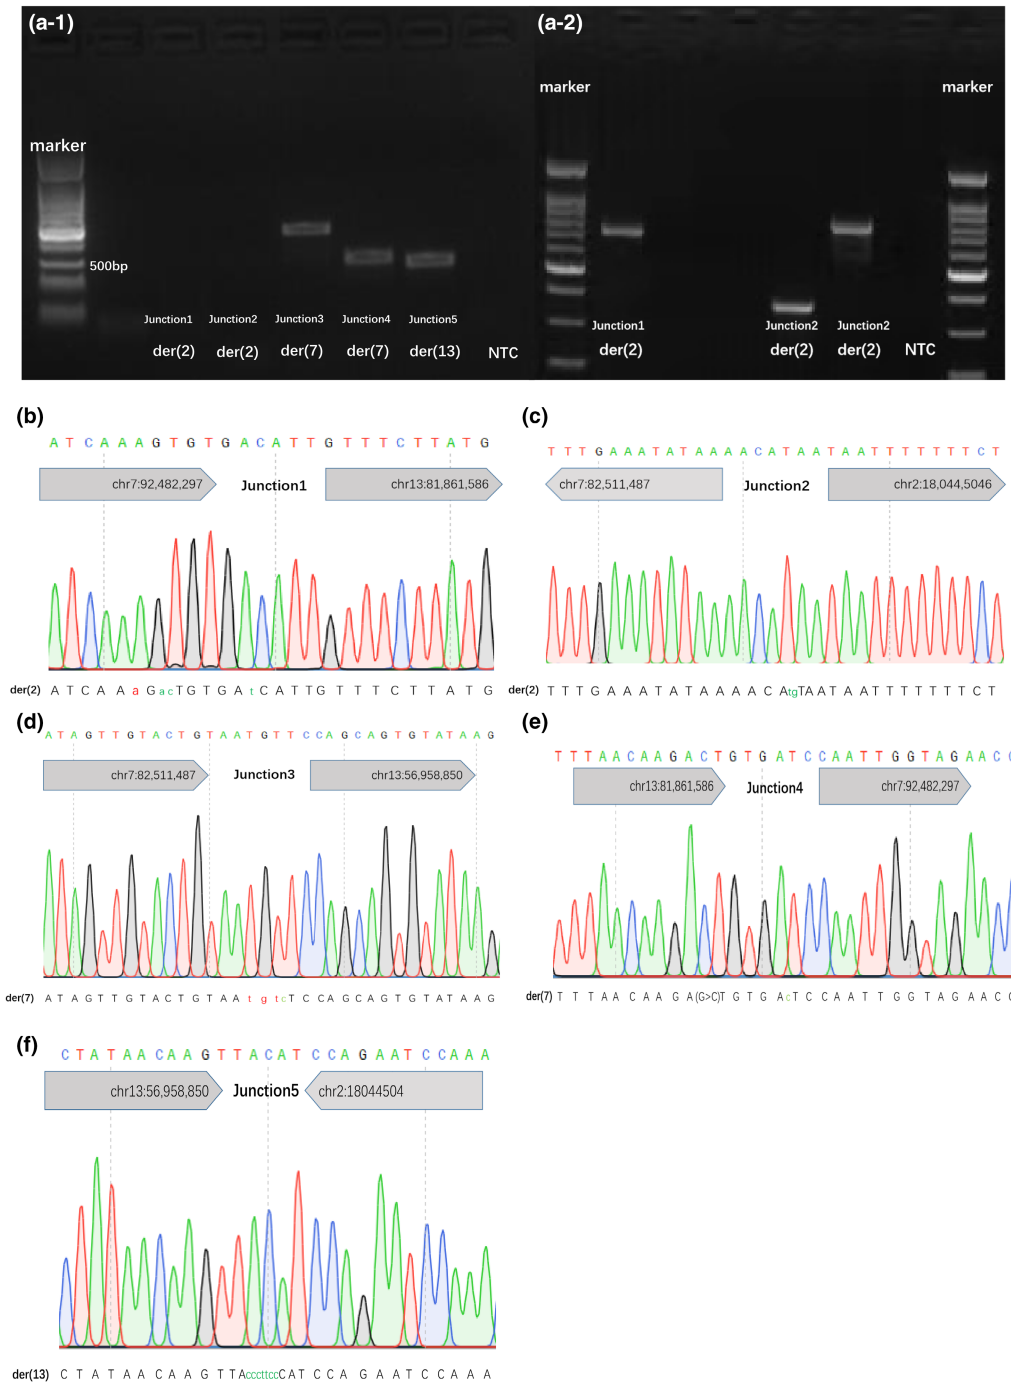 (a-1)
(a-2)
marker
marker
marker
500bp
Junction1 Junction2 Junction3 Junction4 Junction5
der(2) der(2) der(7) der(7) der(13) NTC
Junction1 Junction2 Junction2
der(2) der(2) der(2) NTC
(b)
A T C A A A G T G T G A C A T T G T T T C T T A T G
chr7:92,482,297 Junction1 chr13:81,861,586
der(2) A T C A A a G a c T G T G A t C A T T G T T T C T T A T G
(c)
T T T G A A A T A T A A A A C A T A A T A A T T T T T T T C T
chr7:82,511,487 Junction2 chr2:18,044,5046
der(2) T T T G A A A T A T A A A A C A tg T A A T A A T T T T T T T C T
(d)
A T A G T T G T A C T G T A A T G T T C C A G C A G T G T A T A A G
chr7:82,511,487 Junction3 chr13:56,958,850
der(7) A T A G T T G T A C T G T A A t g t c T C C A G C A G T G T A T A A G
(e)
T T T A A C A A G A C T G T G A T C C A A T T G G T A G A A C C
chr13:81,861,586 Junction4 chr7:92,482,297
der(7) T T T A A C A A G A (G>C) T G T G A c T C C A A T T G G T A G A A C C
(f)
C T A T A A C A A G T T A C A T C C A G A A T C C A A A
chr13:56,958,850 Junction5 chr2:18044504
der(13) C T A T A A C A A G T T A cccttcc C A T C C A G A A T C C A A A